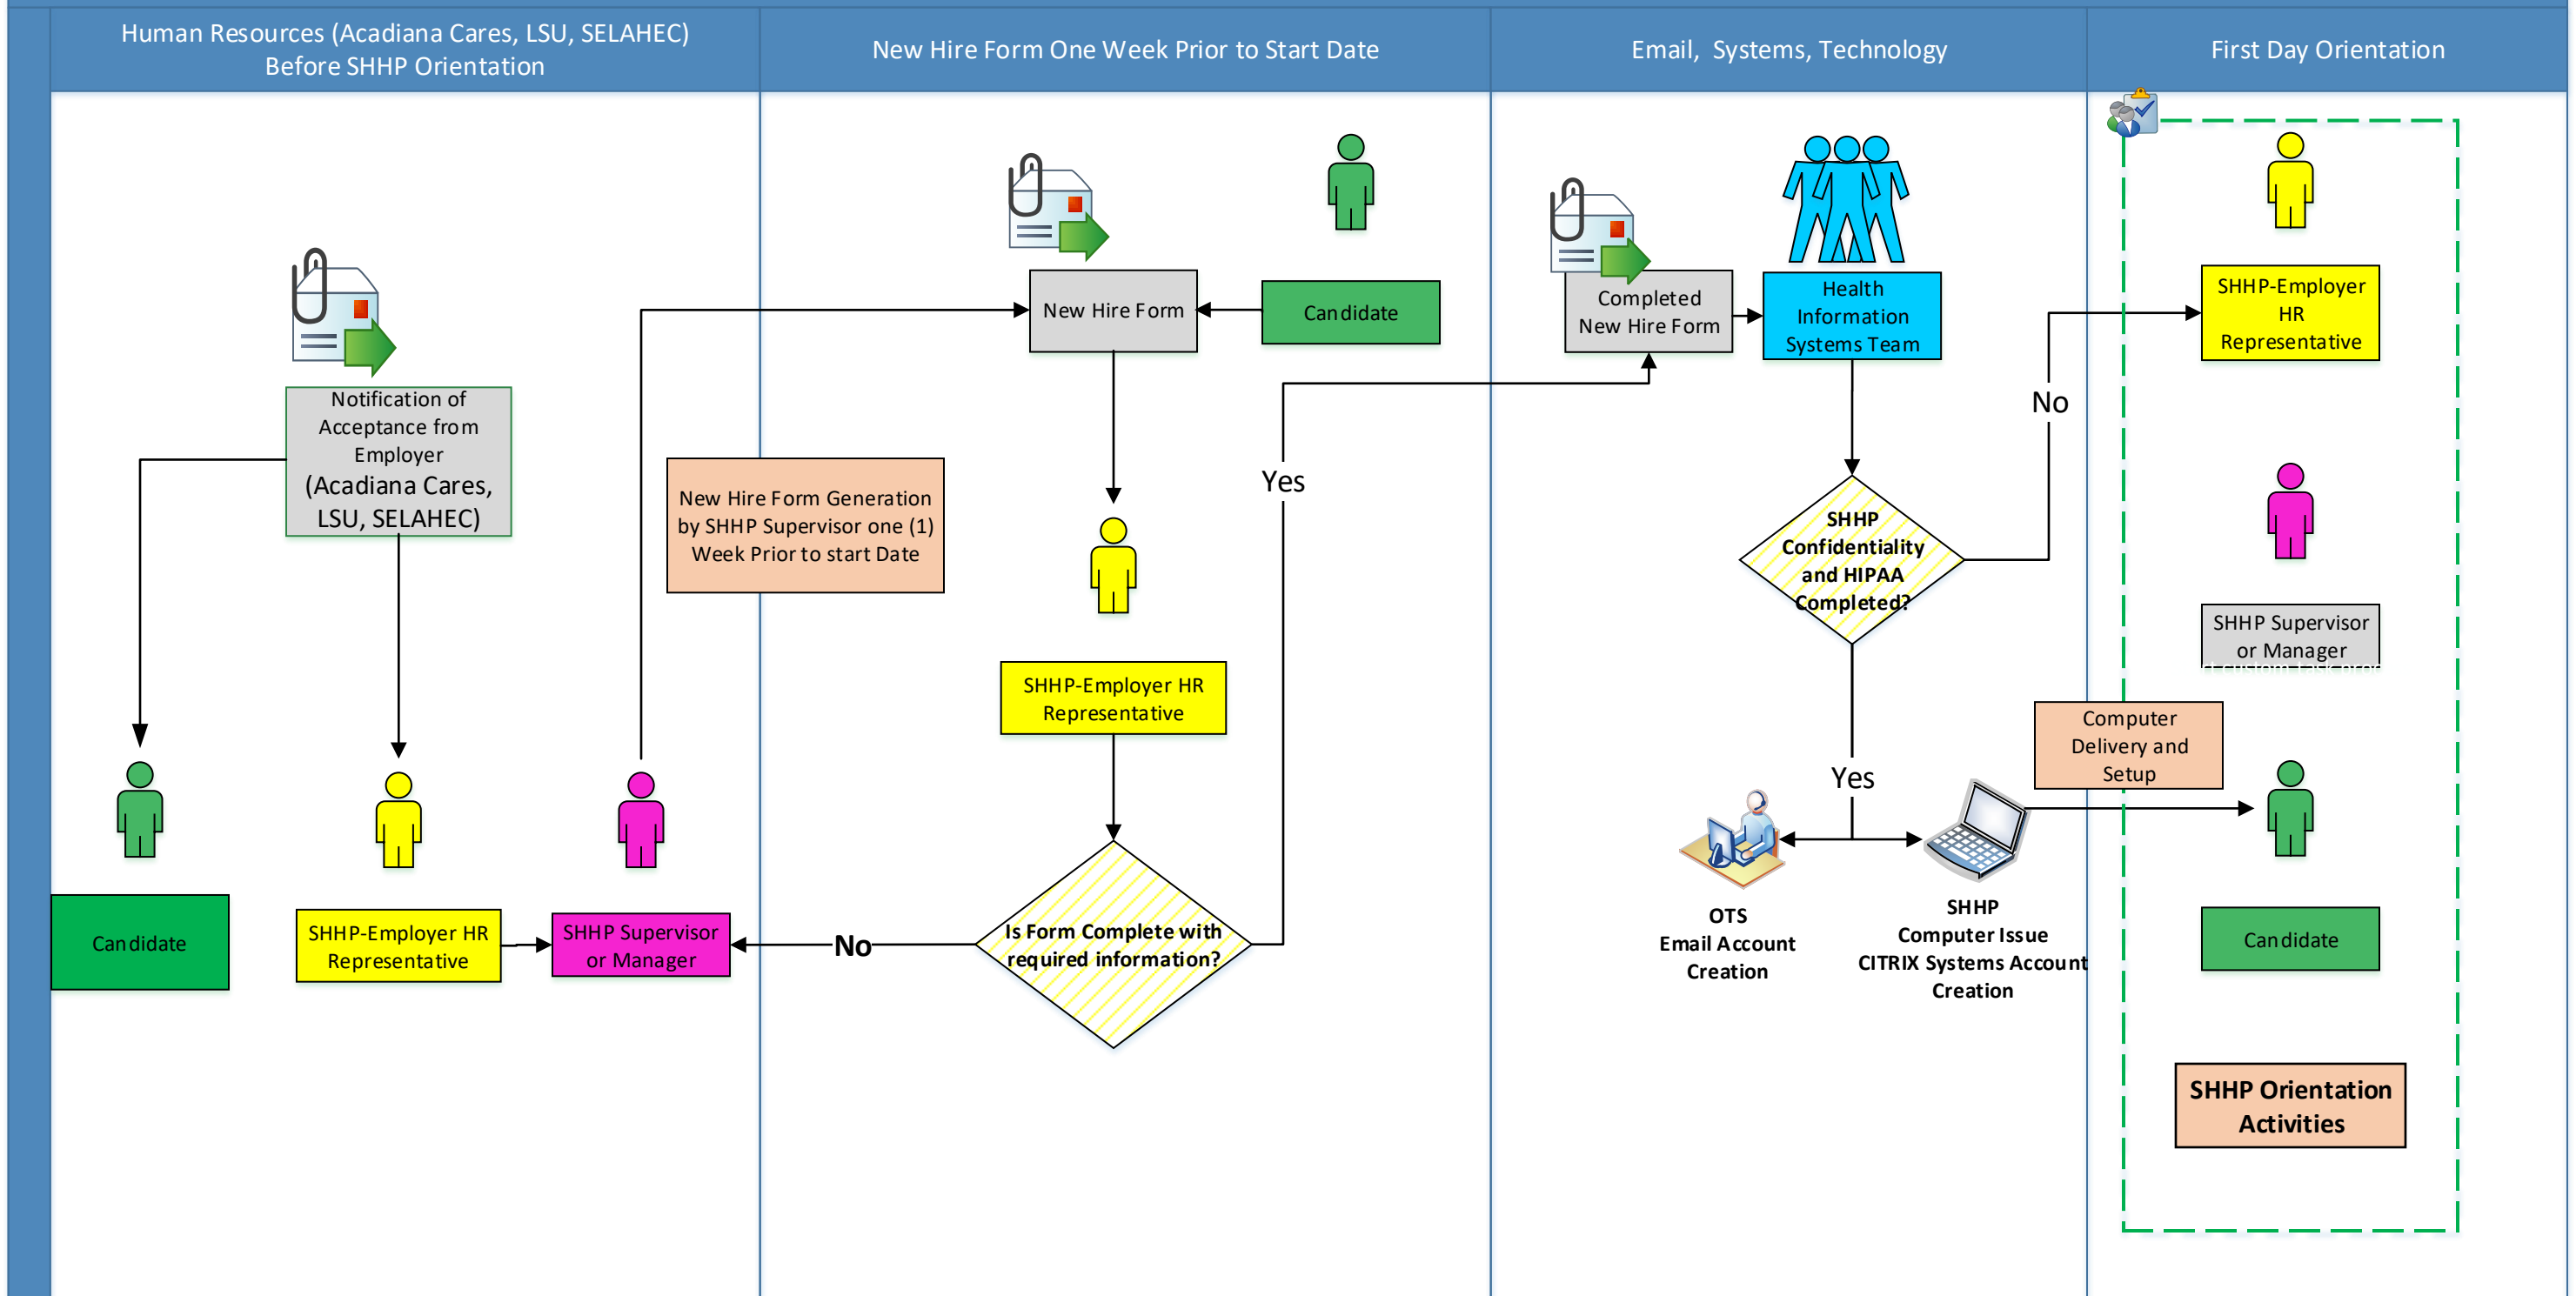 Human Resources (Acadiana Cares, LSU, SELAHEC)
Before SHHP Orientation
New Hire Form One Week Prior to Start Date
Email, Systems, Technology
First Day Orientation
Notification of
Acceptance from
Employer
(Acadiana Cares,
LSU, SELAHEC)
Candidate
SHHP-Employer HR
Representative
SHHP Supervisor
or Manager
New Hire Form Generation
by SHHP Supervisor one (1)
Week Prior to start Date
New Hire Form
Candidate
SHHP-Employer HR
Representative
Is Form Complete with
required information?
No
Yes
Completed
New Hire Form
Health
Information
Systems Team
SHHP
Confidentiality
and HIPAA
Completed?
No
Yes
OTS
Email Account
Creation
SHHP
Computer Issue
CITRIX Systems Account
Creation
Computer
Delivery and
Setup
SHHP-Employer
HR
Representative
SHHP Supervisor
or Manager
Candidate
SHHP Orientation
Activities